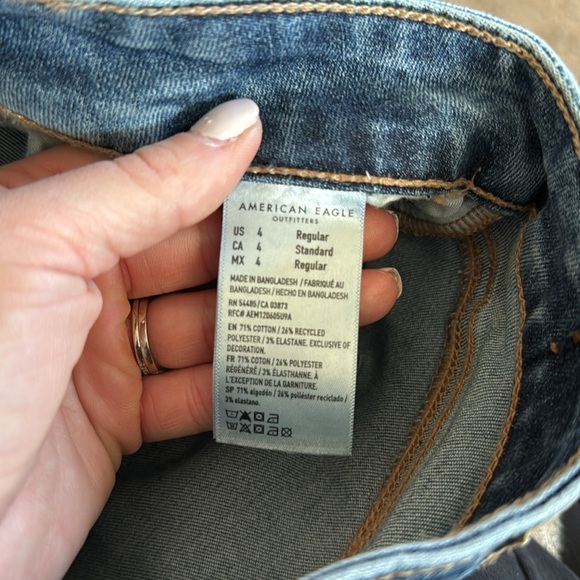 AMERICAN EAGLE
OUTFITTERS
US 4 Regular
CA 4 Standard
MX 4 Regular
MADE IN BANGLADESH / FABRIQUÉ AU
BANGLADESH / HECHO EN BANGLADESH
RN 54485/CA 03873
RFC# AEM120605U9A
EN 71% COTTON / 26% RECYCLED
POLYESTER / 3% ELASTANE. EXCLUSIVE OF
DECORATION.
FR 71% COTON / 26% POLYESTER
RÉGÉNÉRÉ / 3% ÉLASTHANNE. À
L'EXCEPTION DE LA GARNITURE.
SP 71% algodón / 26% poliéster reciclado /
3% elastano.